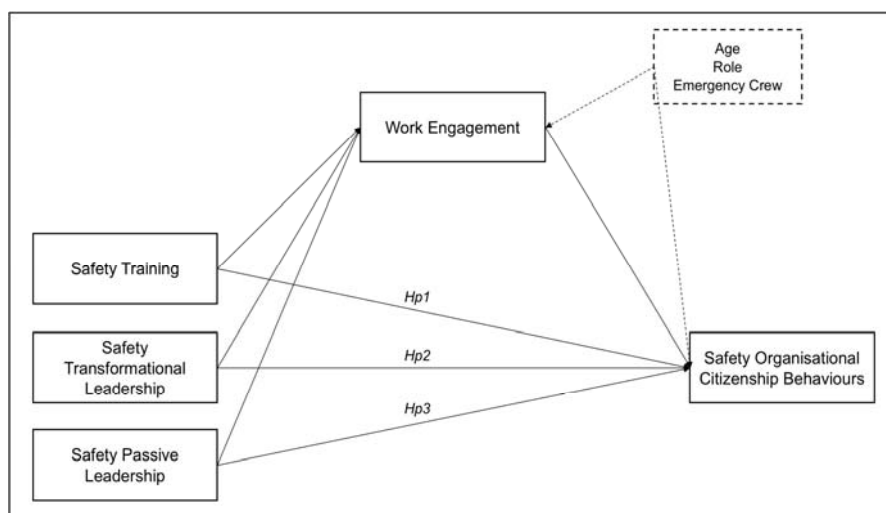 Age
Role
Emergency Crew
Work Engagement
Safety Training
Hp1
Safety
Transformational
Leadership
Hp2
Safety Organisational
Citizenship Behaviours
Hp3
Safety Passive
Leadership